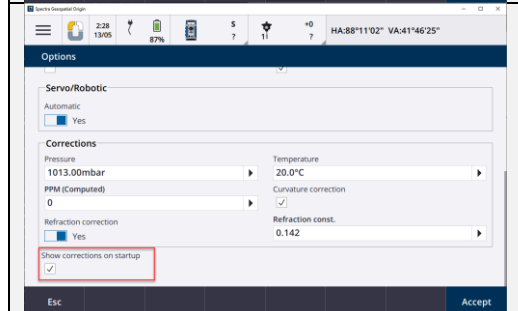 Spectra Geospatial Origin
2:28
13/05
87%
S
?
1
+0
?
HA:88°11'02" VA:41°46'25"
Options
Servo/Robotic
Automatic
Yes
Corrections
Pressure
Temperature
1013.00mbar
20.0°C
PPM (Computed)
Curvature correction
0
Refraction correction
Refraction const.
Yes
0.142
Show corrections on startup
Esc
Accept